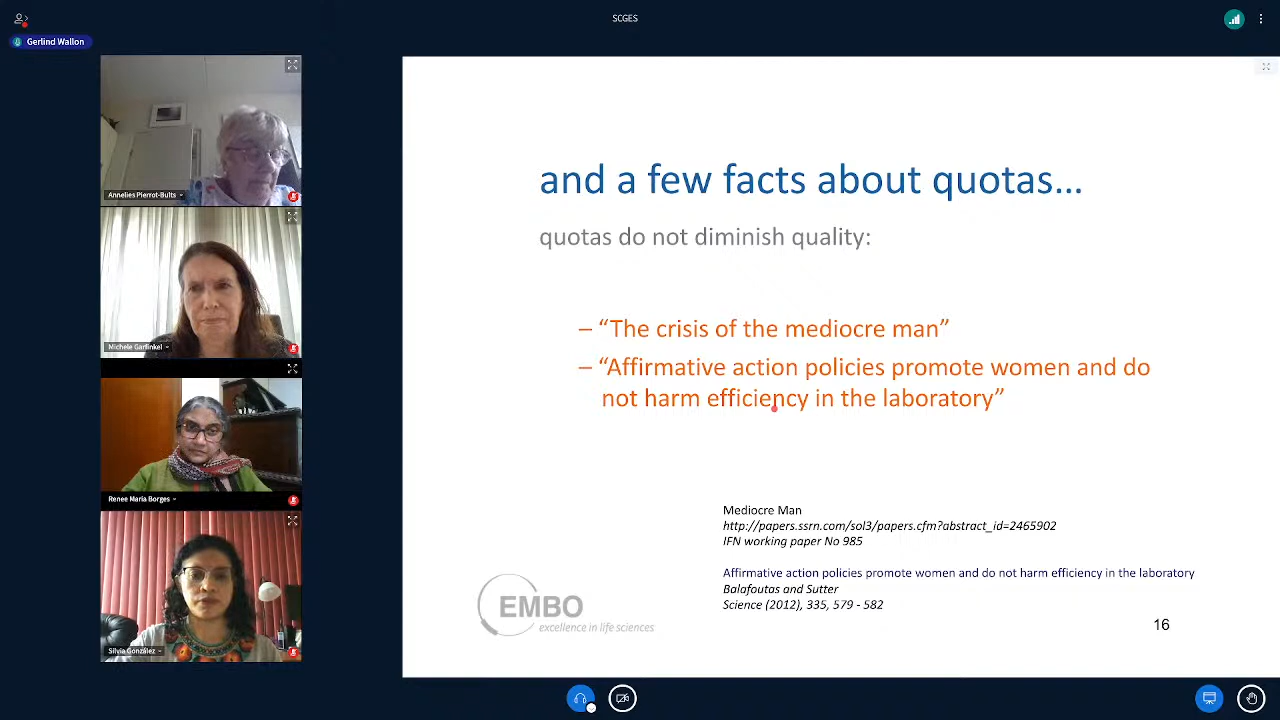 SCGES
Gerlind Wallon
Annelies Pierrot-Bults
Michele Garfinkel
Renee Maria Borges
Silvia González
and a few facts about quotas...
quotas do not diminish quality:
– “The crisis of the mediocre man”
– “Affirmative action policies promote women and do
not harm efficiency in the laboratory”
Mediocre Man
http://papers.ssrn.com/sol3/papers.cfm?abstract_id=2465902
IFN working paper No 985
Affirmative action policies promote women and do not harm efficiency in the laboratory
Balafoutas and Sutter
Science (2012), 335, 579 - 582
EMBO
excellence in life sciences
16